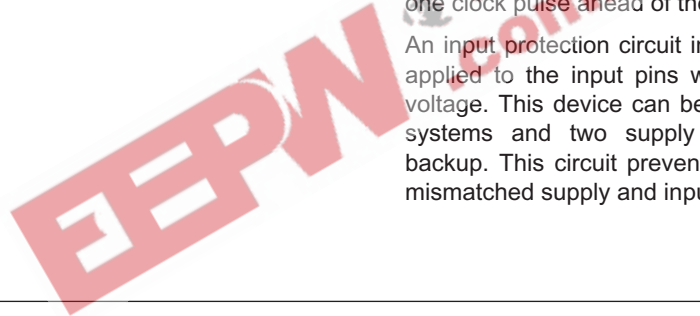 one clock pulse ahead of the
An input protection circuit i
applied to the input pins w
voltage. This device can be
systems and two supply
backup. This circuit preven
mismatched supply and inpu
EEPW
.com